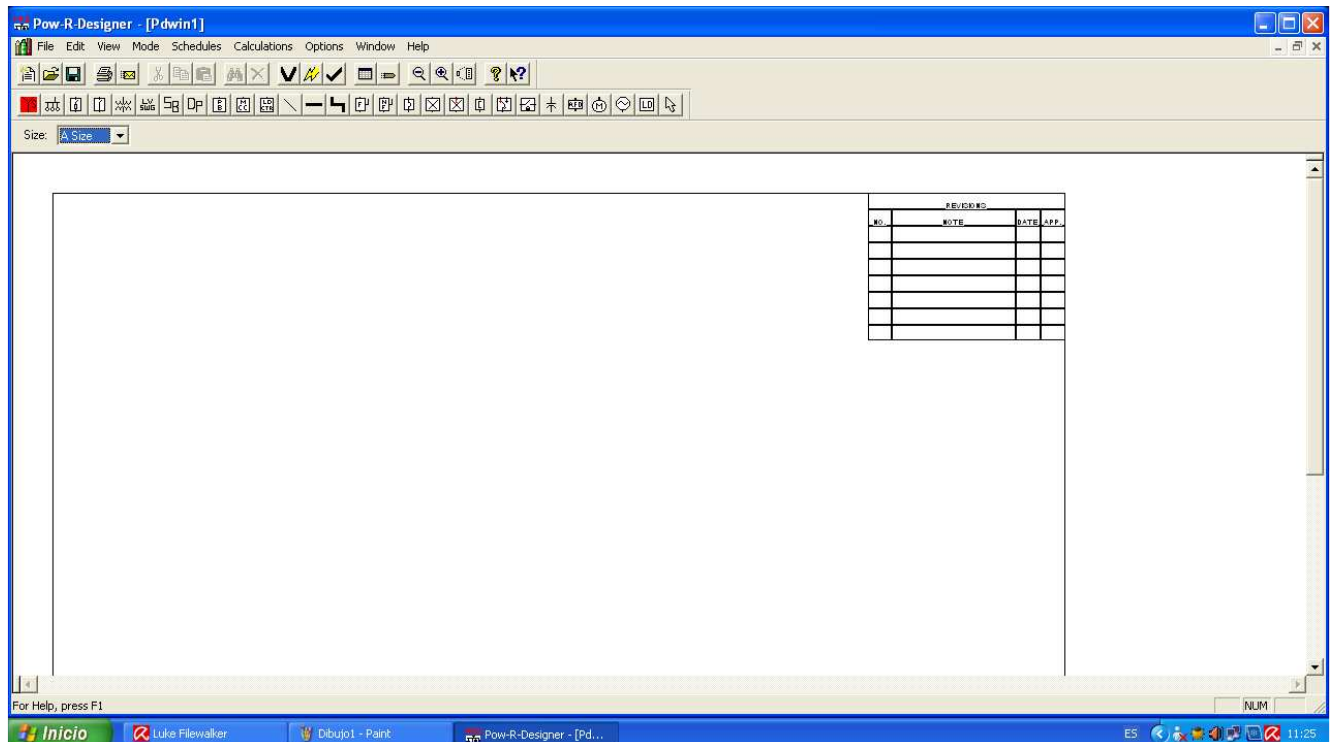 Pow-R-Designer - [Pdwin1]
File Edit View Mode Schedules Calculations Options Window Help
Size: A Size
REVISIONS
NO. NOTE DATE APP.
For Help, press F1
NUM
Inicio Luke Filewalker Dibujo1 - Paint Pow-R-Designer - [Pd... ES 11:25